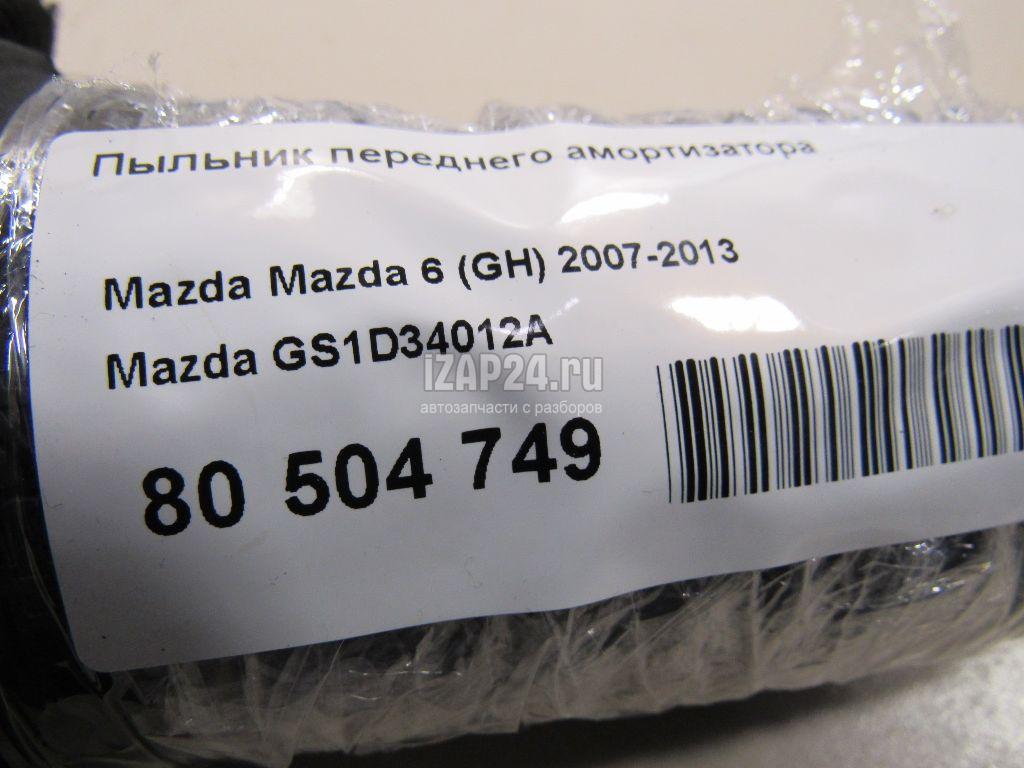 Пыльник переднего амортизатора
Mazda Mazda 6 (GH) 2007-2013
Mazda GS1D34012A
iZAP24.ru
автозапчасти с разборов
80 504 749